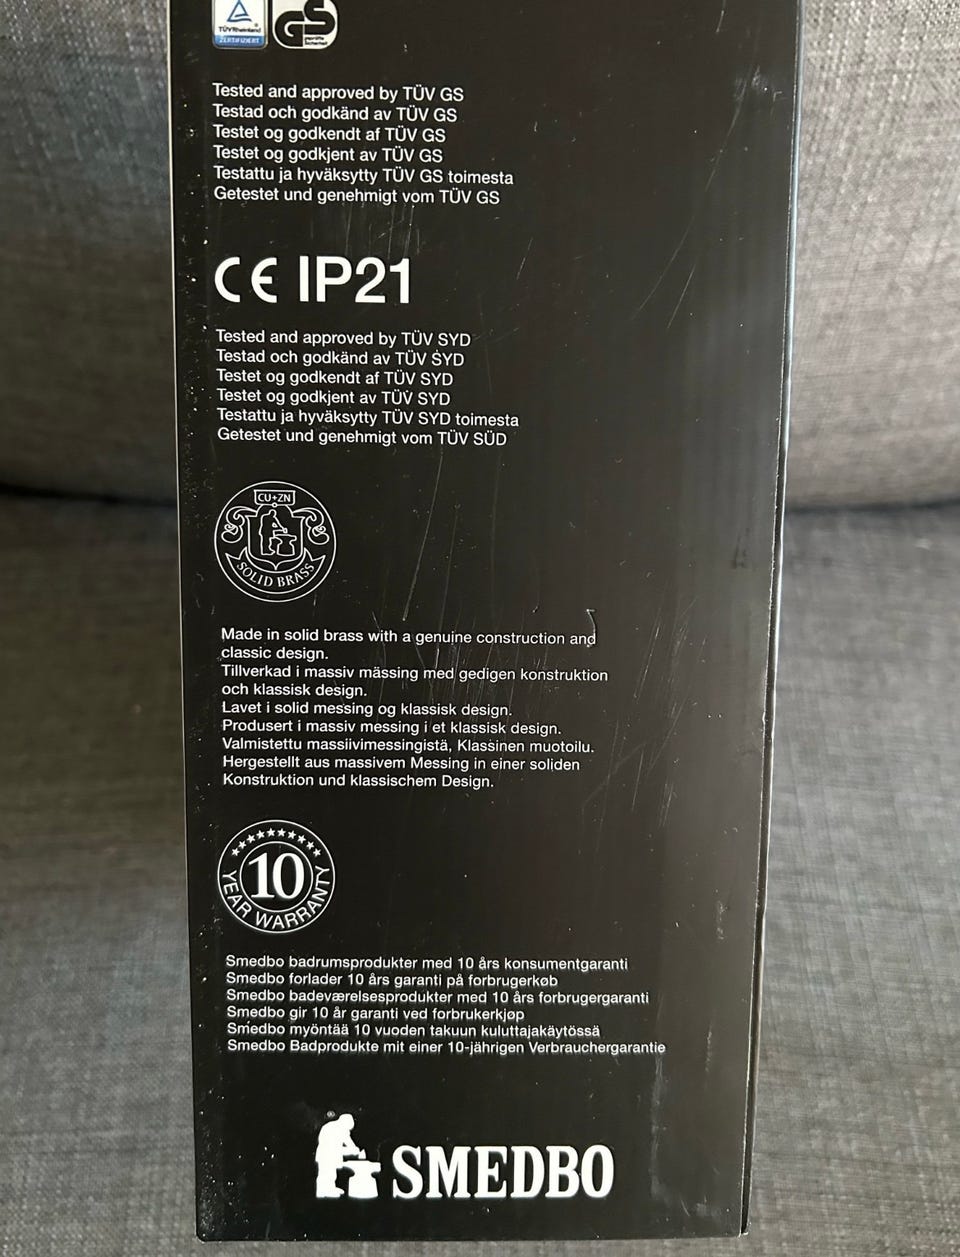 TÜVRheinland
ZERTIFIZIERT
GS
geprüfte
Sicherheit
Tested and approved by TÜV GS
Testad och godkänd av TÜV GS
Testet og godkendt af TÜV GS
Testet og godkjent av TÜV GS
Testattu ja hyväksytty TÜV GS toimesta
Getestet und genehmigt vom TÜV GS
CE IP21
Tested and approved by TÜV SYD
Testad och godkänd av TÜV SYD
Testet og godkendt af TÜV SYD
Testet og godkjent av TÜV SYD
Testattu ja hyväksytty TÜV SYD toimesta
Getestet und genehmigt vom TÜV SÜD
CU+ZN
SOLID BRASS
Made in solid brass with a genuine construction and
classic design.
Tillverkad i massiv mässing med gedigen konstruktion
och klassisk design.
Lavet i solid messing og klassisk design.
Produsert i massiv messing i et klassisk design.
Valmistettu massiivimessingistä, Klassinen muotoilu.
Hergestellt aus massivem Messing in einer soliden
Konstruktion und klassischem Design.
10
YEAR WARRANTY
Smedbo badrumsprodukter med 10 års konsumentgaranti
Smedbo forlader 10 års garanti på forbrugerkøb
Smedbo badeværelsesprodukter med 10 års forbrugergaranti
Smedbo gir 10 år garanti ved forbrukerkjøp
Smedbo myöntää 10 vuoden takuun kuluttajakäytössä
Smedbo Badprodukte mit einer 10-jährigen Verbrauchergarantie
® SMEDBO